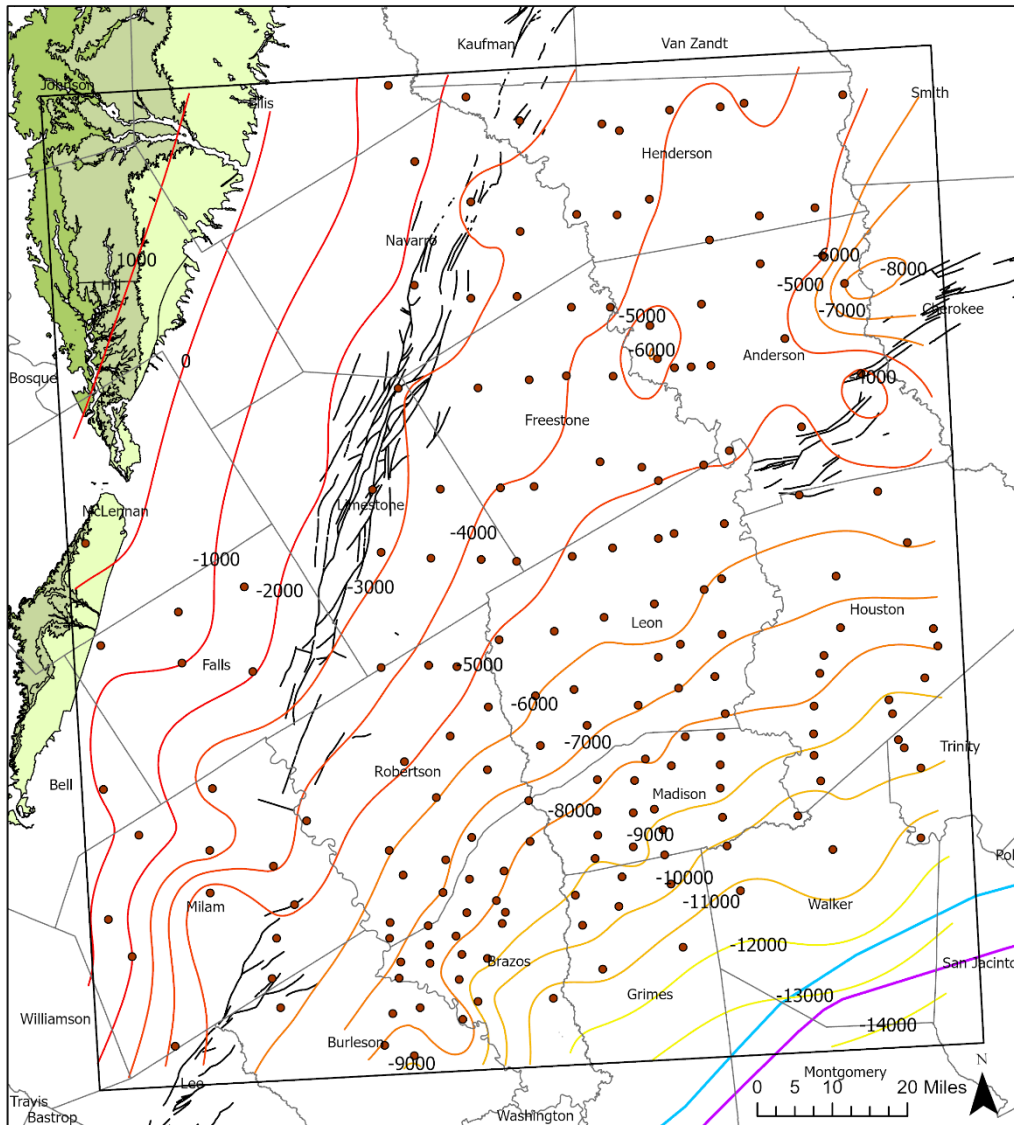 Kaufman
Van Zandt
Johnson
Ellis
Smith
Henderson
Navarro
1000
Hill
-6000
-8000
-5000
-7000
Cherokee
-5000
-6000
0
Bosque
Anderson
-4000
Freestone
McLennan
Limestone
-4000
-1000
-2000
-3000
Houston
Leon
Falls
-5000
-6000
-7000
Trinity
Robertson
Bell
Madison
-8000
-9000
Pol
-10000
-11000
Milam
Walker
-12000
Brazos
San Jacinto
Grimes
-13000
Williamson
-14000
Burleson
-9000
N
Montgomery
Lee
0 5 10 20 Miles
Travis
Bastrop
Washington